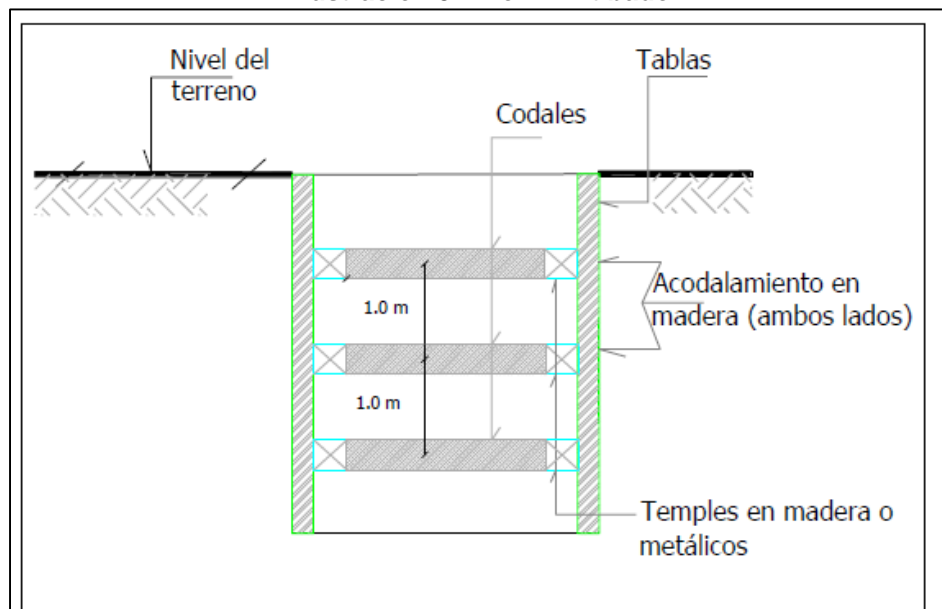 Nivel del
terreno
Tablas
Codales
Acodalamiento en
madera (ambos lados)
1.0 m
1.0 m
Temples en madera o
metálicos